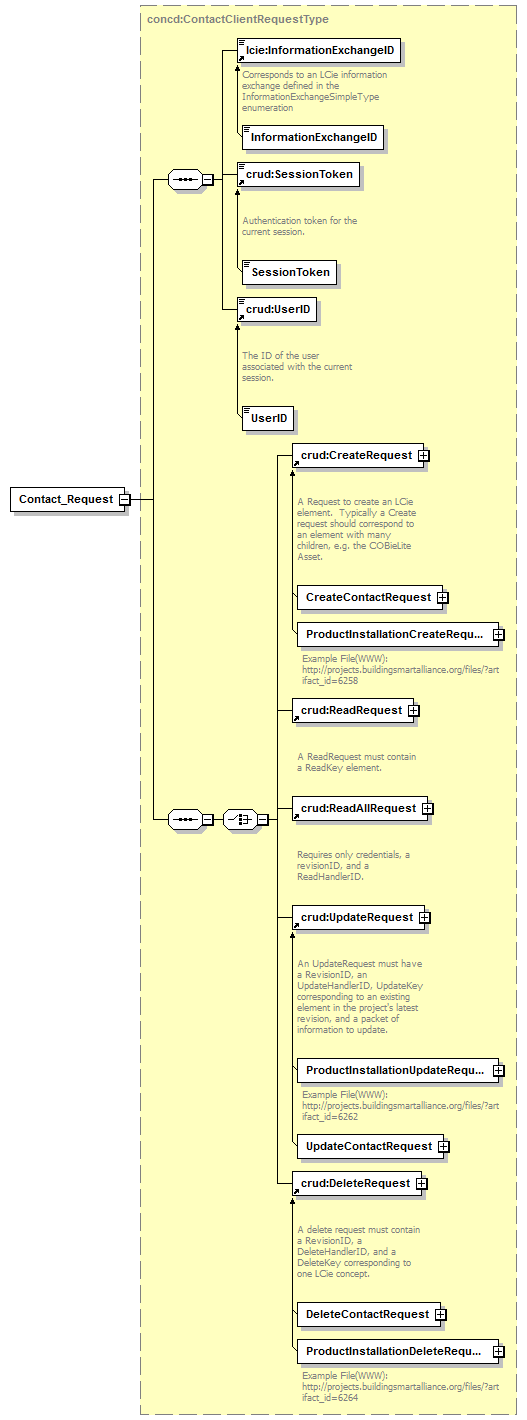 concd:ContactClientRequestType
lcie:InformationExchangeID
Corresponds to an LCie information
exchange defined in the
InformationExchangeSimpleType
enumeration
InformationExchangeID
crud:SessionToken
Authentication token for the
current session.
SessionToken
crud:UserID
The ID of the user
associated with the current
session.
UserID
crud:CreateRequest
Contact_Request
A Request to create an LCie
element.  Typically a Create
request should correspond to
an element with many
children, e.g. the COBieLite
Asset.
CreateContactRequest
ProductInstallationCreateRequ...
Example File(WWW):
http://projects.buildingsmartalliance.org/files/?art
ifact_id=6258
crud:ReadRequest
A ReadRequest must contain
a ReadKey element.
crud:ReadAllRequest
Requires only credentials, a
revisionID, and a
ReadHandlerID.
crud:UpdateRequest
An UpdateRequest must have
a RevisionID, an
UpdateHandlerID, UpdateKey
corresponding to an existing
element in the project's latest
revision, and a packet of
information to update.
ProductInstallationUpdateRequ...
Example File(WWW):
http://projects.buildingsmartalliance.org/files/?art
ifact_id=6262
UpdateContactRequest
crud:DeleteRequest
A delete request must contain
a RevisionID, a
DeleteHandlerID, and a
DeleteKey corresponding to
one LCie concept.
DeleteContactRequest
ProductInstallationDeleteRequ...
Example File(WWW):
http://projects.buildingsmartalliance.org/files/?art
ifact_id=6264